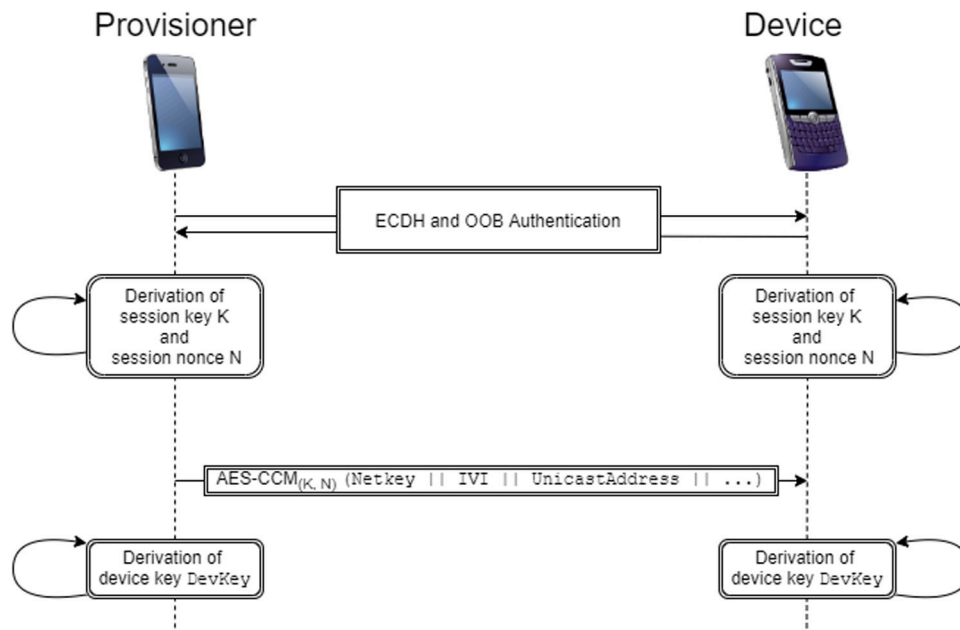 Provisioner
Device
ECDH and OOB Authentication
Derivation of
session key K
and
session nonce N
Derivation of
session key K
and
session nonce N
AES-CCM(K, N) (Netkey || IVI || UnicastAddress || ...)
Derivation of
device key DevKey
Derivation of
device key DevKey